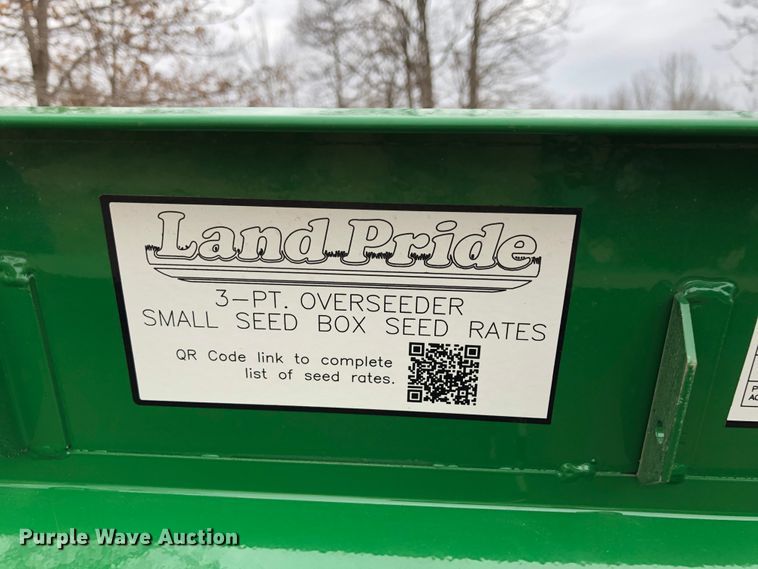 Land Pride
3-PT. OVERSEEDER
SMALL SEED BOX SEED RATES
QR Code link to complete
list of seed rates.
Purple Wave Auction